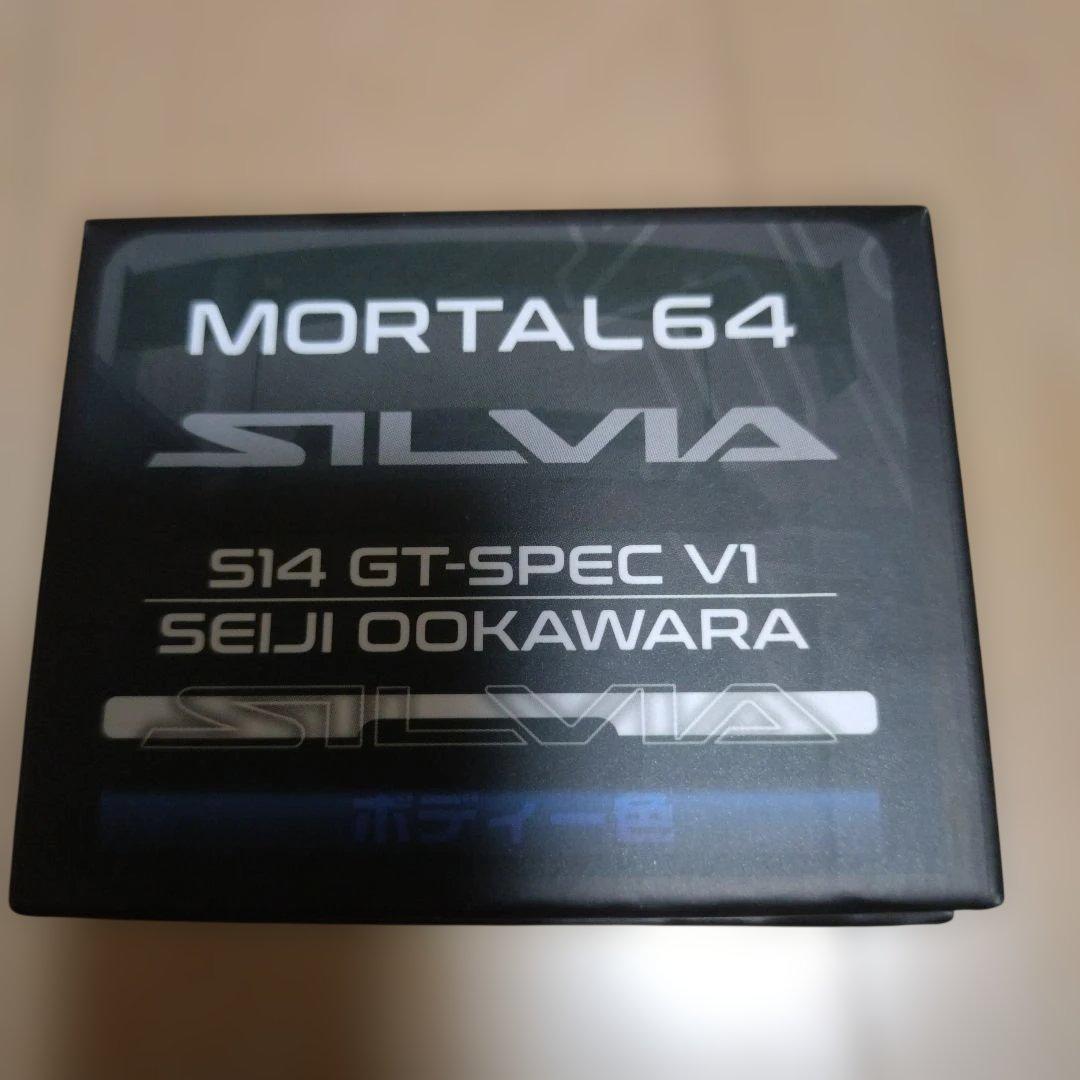 MORTAL64
SILVIA
S14 GT-SPEC V1
SEIJI OOKAWARA
SILVIA
ボディー色